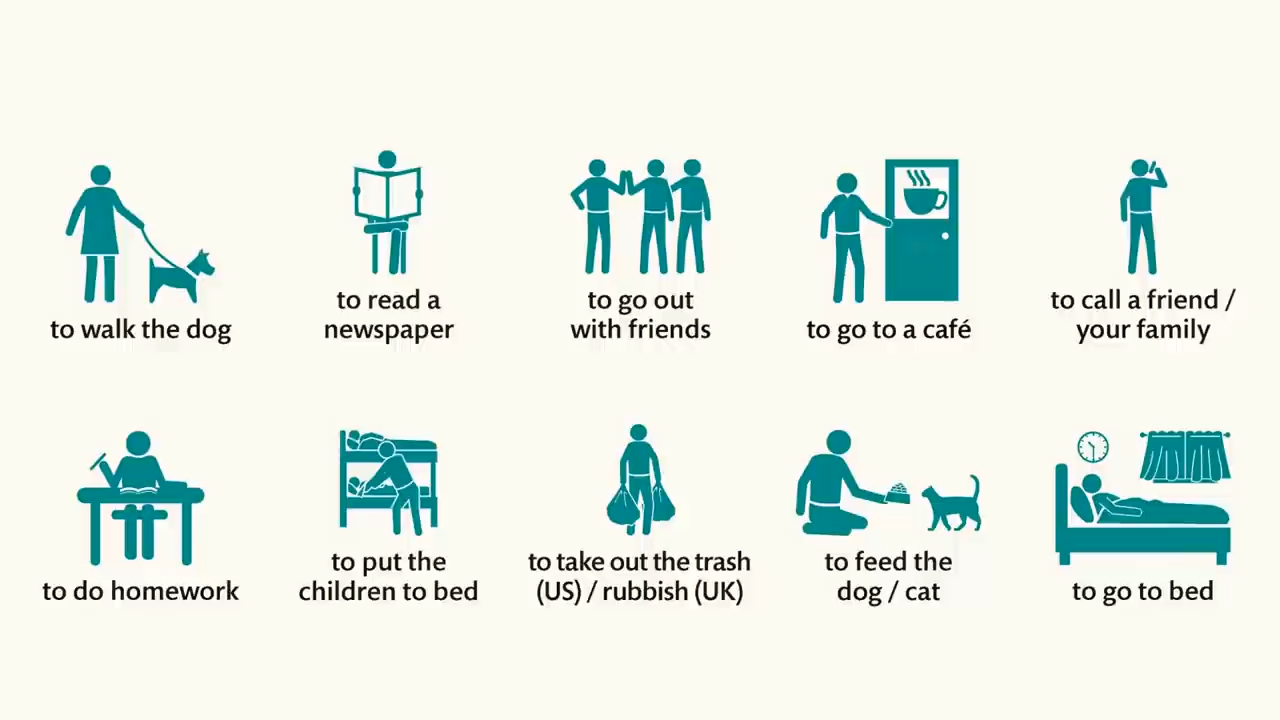 to walk the dog
to read a
newspaper
to go out
with friends
to go to a café
to call a friend /
your family
to do homework
to put the
children to bed
to take out the trash
(US) / rubbish (UK)
to feed the
dog / cat
to go to bed